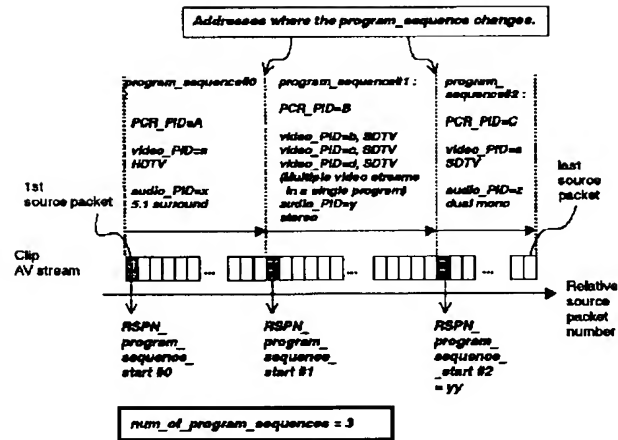 Addresses where the program_sequence changes.
program_sequence#0
PCR_PID=A
video_PID=a
HDTV
audio_PID=x
5.1 surround
program_sequence#1 :
PCR_PID=B
video_PID=b, SDTV
video_PID=c, SDTV
video_PID=d, SDTV
(Multiple video streams
in a single program)
audio_PID=y
stereo
program_
sequence#2 :
PCR_PID=C
video_PID=e
SDTV
audio_PID=z
dual mono
1st
source packet
last
source
packet
Clip
AV stream
...
...
...
Relative
source
packet
number
RSPN_
program_
sequence_
start #0
RSPN_
program_
sequence_
start #1
RSPN_
program_
sequence_
_start #2
= yy
num_of_program_sequences = 3